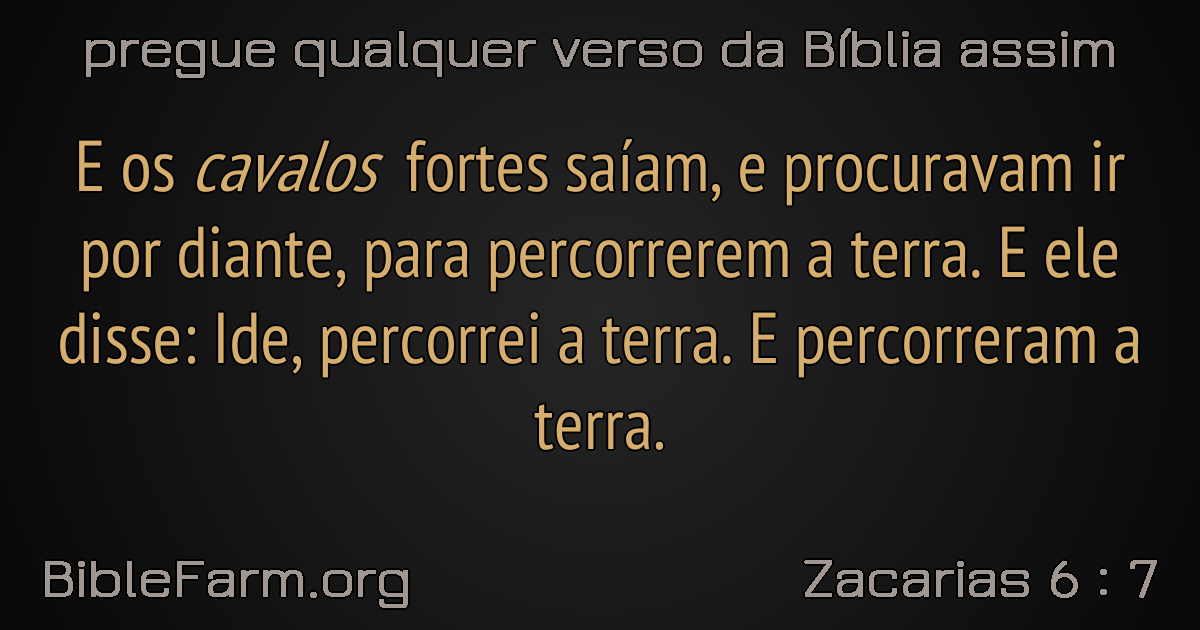 pregue qualquer verso da Bíblia assim
E os cavalos fortes saíam, e procuravam ir
por diante, para percorrerem a terra. E ele
disse: Ide, percorrei a terra. E percorreram a
terra.
BibleFarm.org
Zacarias 6 : 7